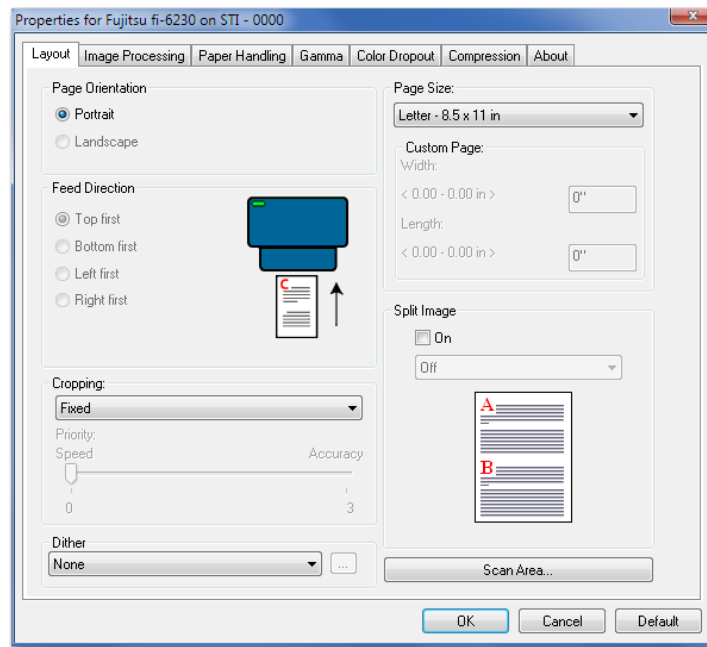 Properties for Fujitsu fi-6230 on STI - 0000
x
Layout Image Processing Paper Handling Gamma Color Dropout Compression About
Page Orientation
Portrait
Landscape
Feed Direction
Top first
Bottom first
Left first
Right first
C
Cropping:
Fixed
Priority:
Speed Accuracy
0 3
Dither
None ...
Page Size:
Letter - 8.5 x 11 in
Custom Page:
Width:
< 0.00 - 0.00 in > 0"
Length:
< 0.00 - 0.00 in > 0"
Split Image
On
Off
A
B
Scan Area...
OK Cancel Default